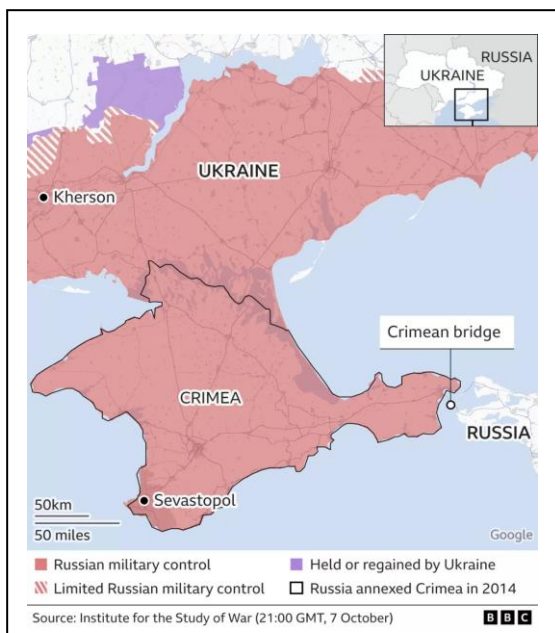 RUSSIA
UKRAINE
UKRAINE
Kherson
Crimean bridge
CRIMEA
RUSSIA
Sevastopol
50km
50 miles
Google
Russian military control
Held or regained by Ukraine
Limited Russian military control
Russia annexed Crimea in 2014
Source: Institute for the Study of War (21:00 GMT, 7 October)
BBC